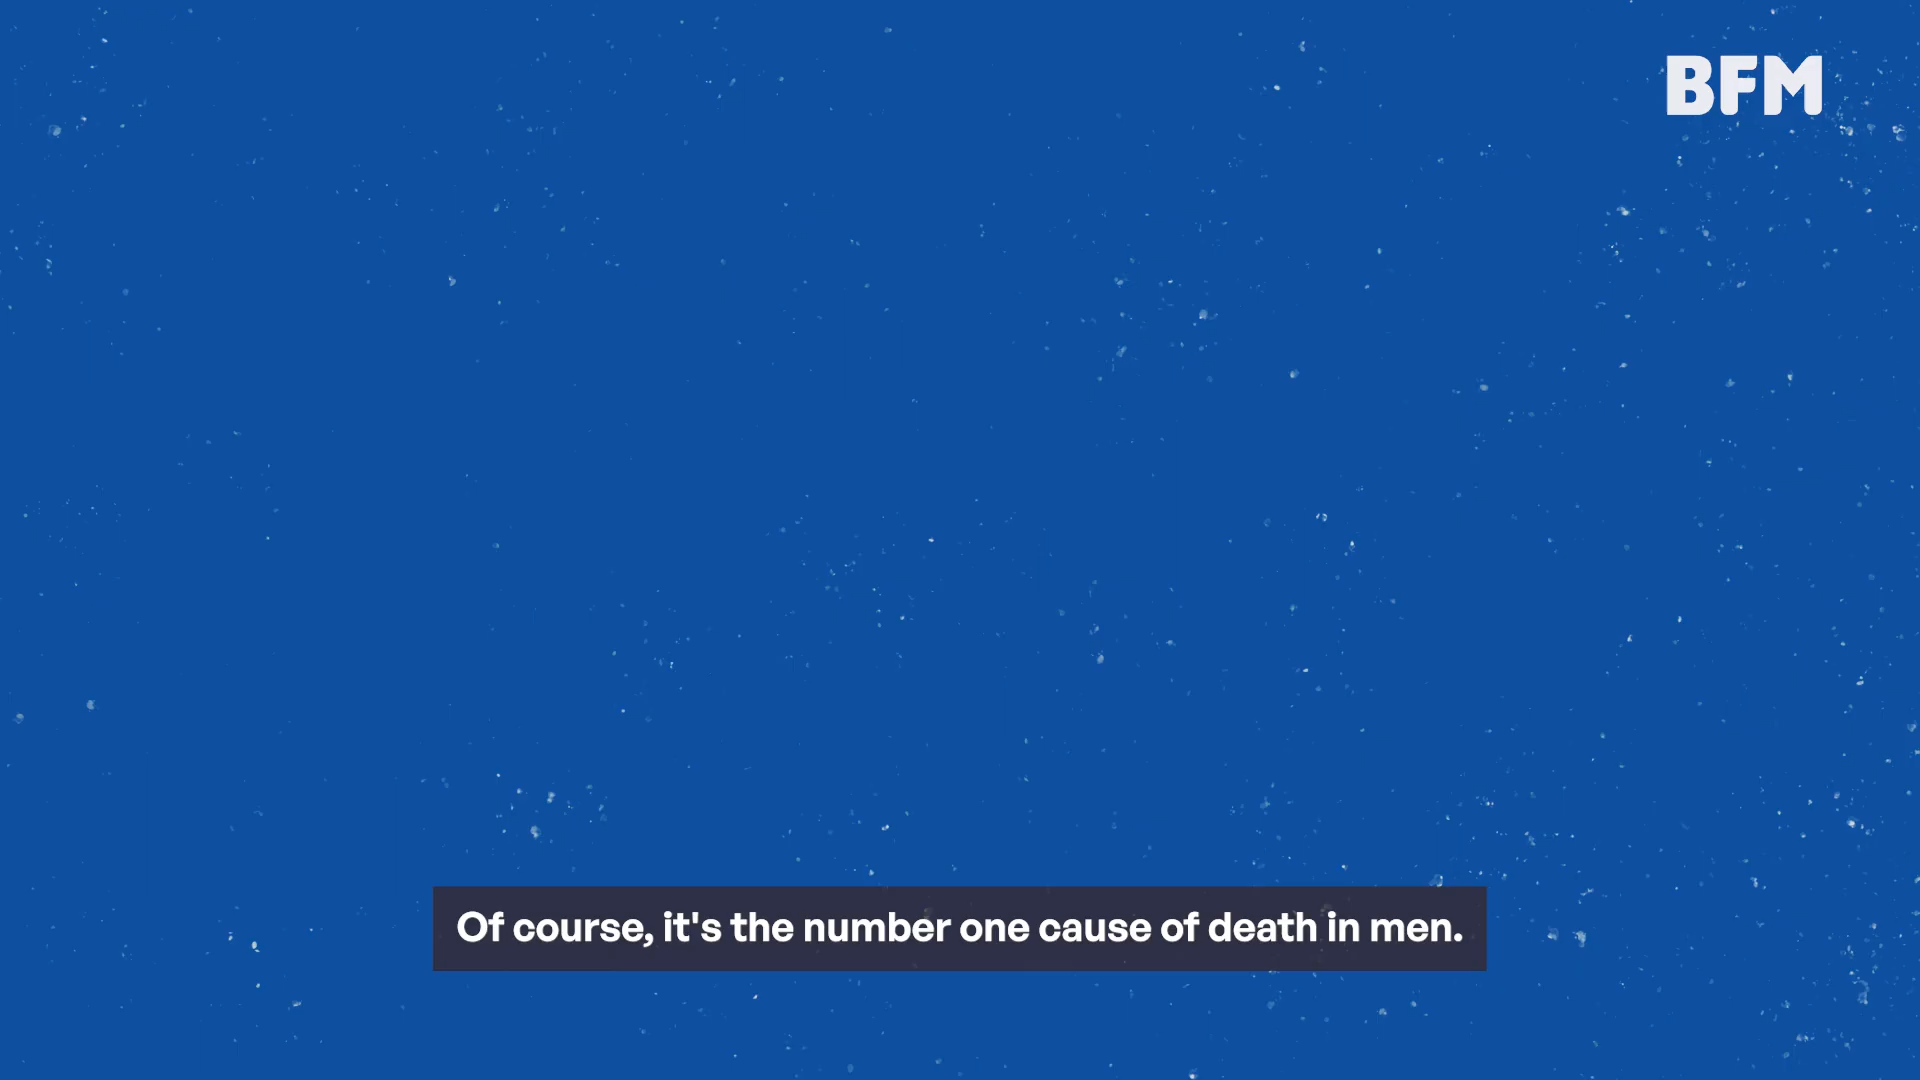 BFM
Of course, it's the number one cause of death in men.